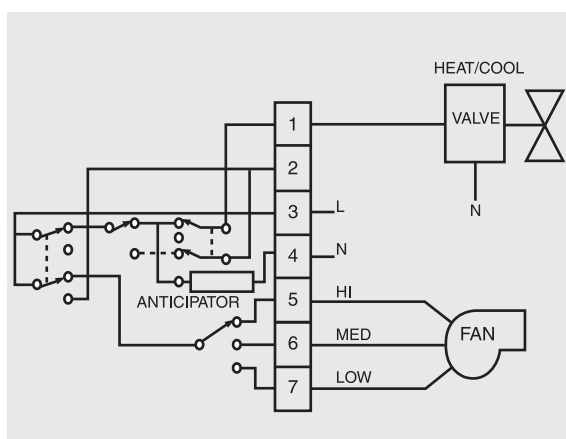 HEAT/COOL
VALVE
N
1
2
3
L
4
N
ANTICIPATOR
5
HI
6
MED
7
LOW
FAN